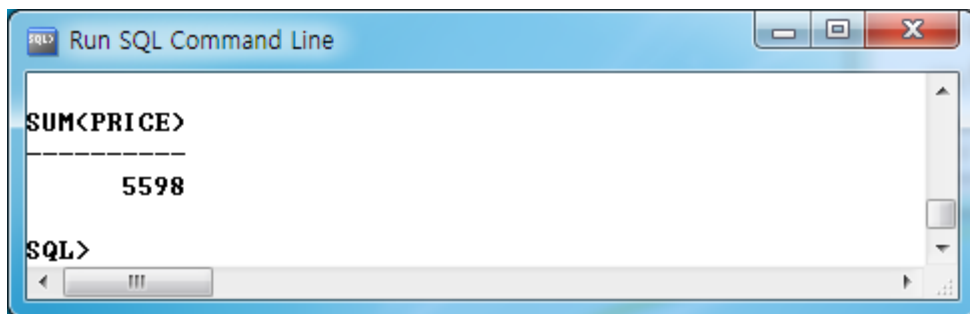 Run SQL Command Line
SUM(PRICE)
----------
5598
SQL>